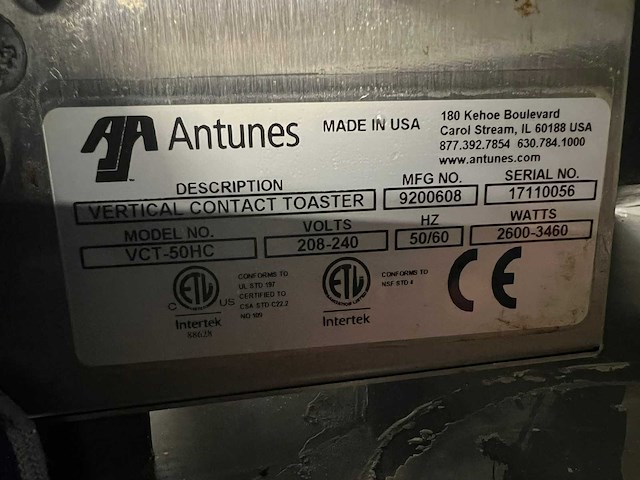 AJA Antunes
MADE IN USA
180 Kehoe Boulevard
Carol Stream, IL 60188 USA
877.392.7854 630.784.1000
www.antunes.com
DESCRIPTION MFG NO. SERIAL NO.
VERTICAL CONTACT TOASTER 9200608 17110056
MODEL NO. VOLTS HZ WATTS
VCT-50HC 208-240 50/60 2600-3460
C ETL US
Intertek
CONFORMS TO
UL STD 197
CERTIFIED TO
CSA STD C22.2
NO 109
ETL
Intertek
CONFORMS TO
NSF STD 4
CE